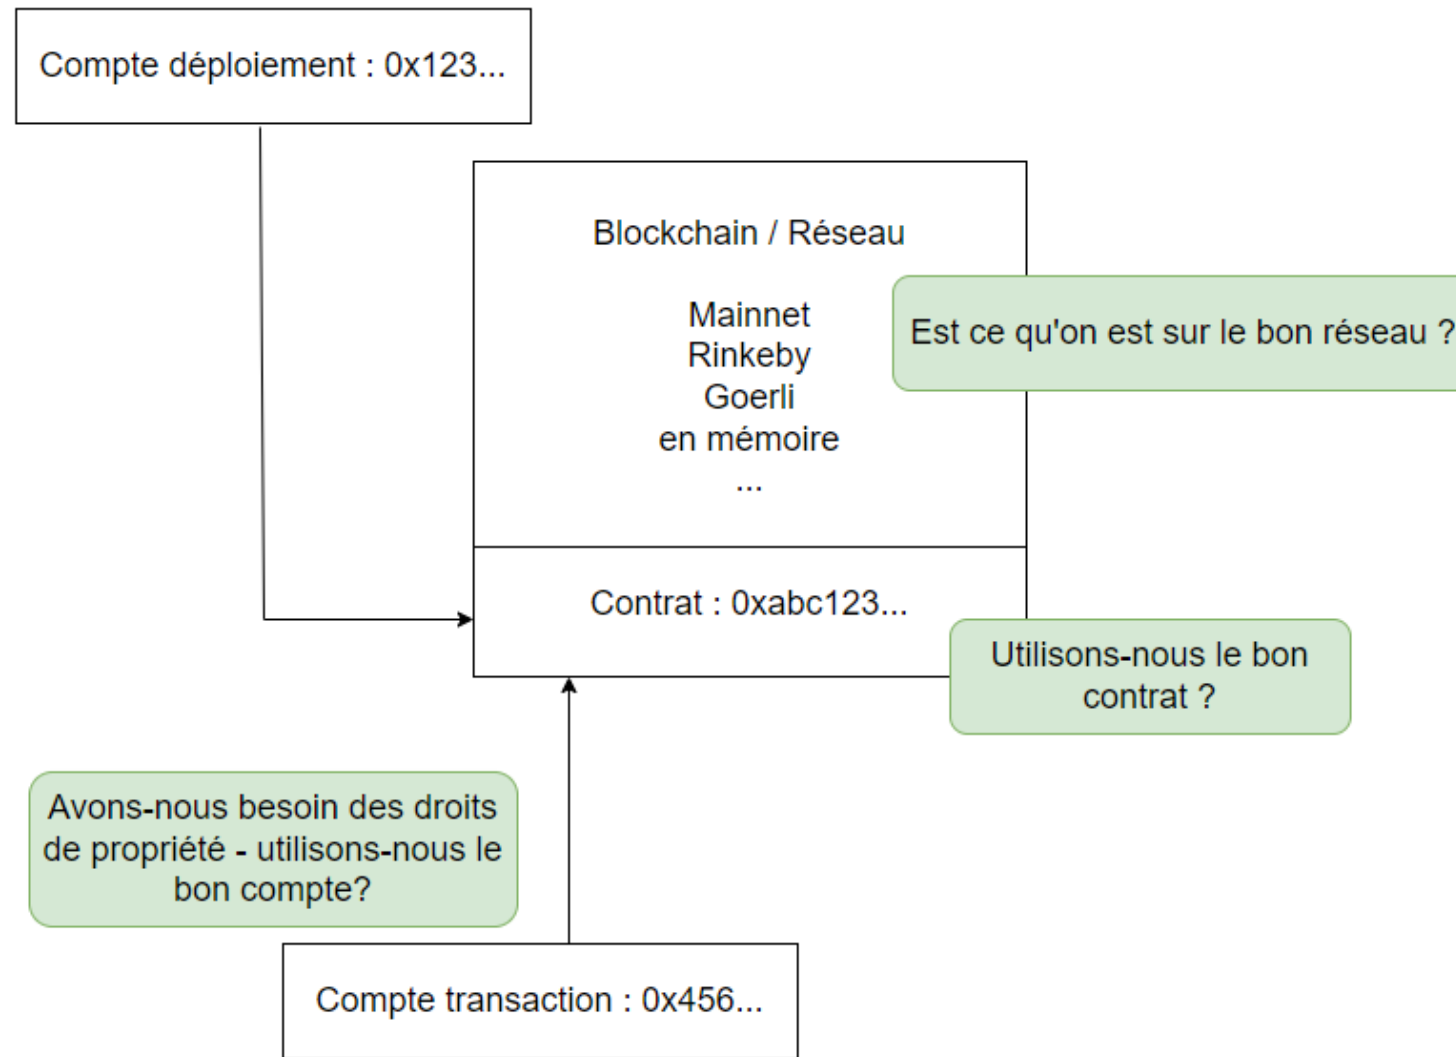 Compte déploiement : 0x123...
Blockchain / Réseau
Mainnet
Rinkeby
Goerli
en mémoire
...
Est ce qu'on est sur le bon réseau ?
Contrat : 0xabc123...
Utilisons-nous le bon
contrat ?
Avons-nous besoin des droits
de propriété - utilisons-nous le
bon compte?
Compte transaction : 0x456...